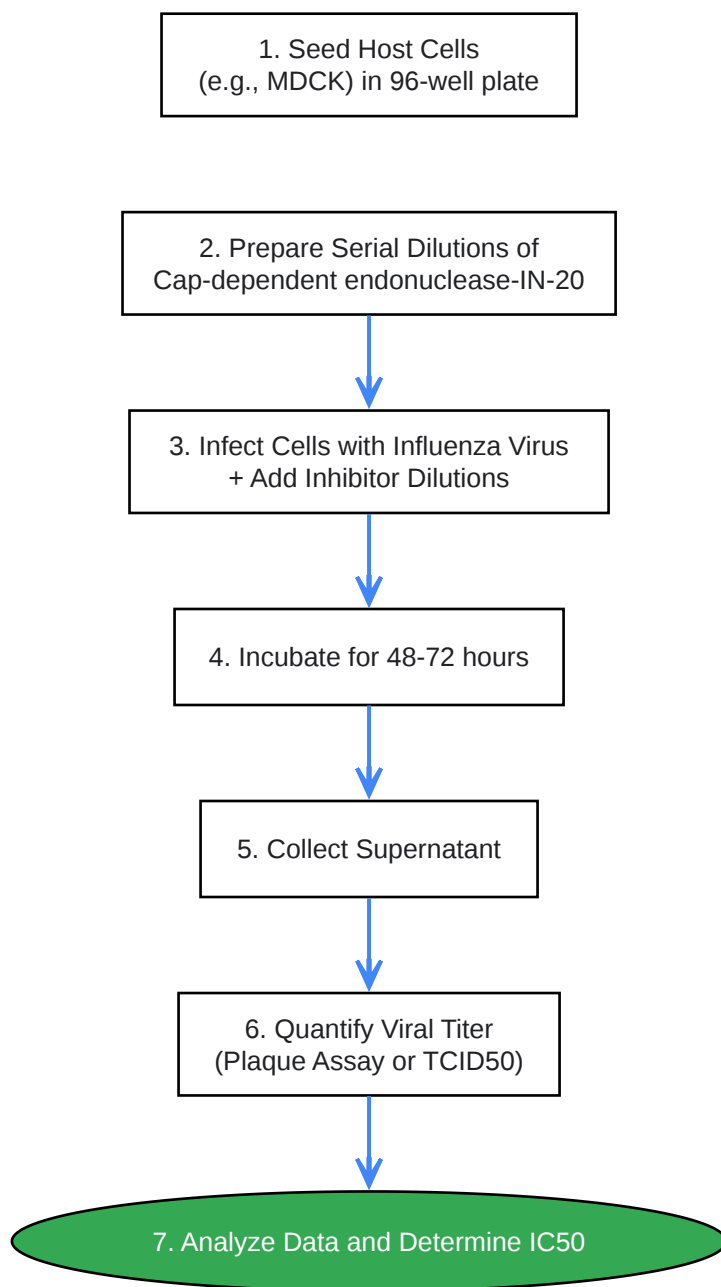 1. Seed Host Cells
(e.g., MDCK) in 96-well plate
2. Prepare Serial Dilutions of
Cap-dependent endonuclease-IN-20
3. Infect Cells with Influenza Virus
+ Add Inhibitor Dilutions
4. Incubate for 48-72 hours
5. Collect Supernatant
6. Quantify Viral Titer
(Plaque Assay or TCID50)
7. Analyze Data and Determine IC50